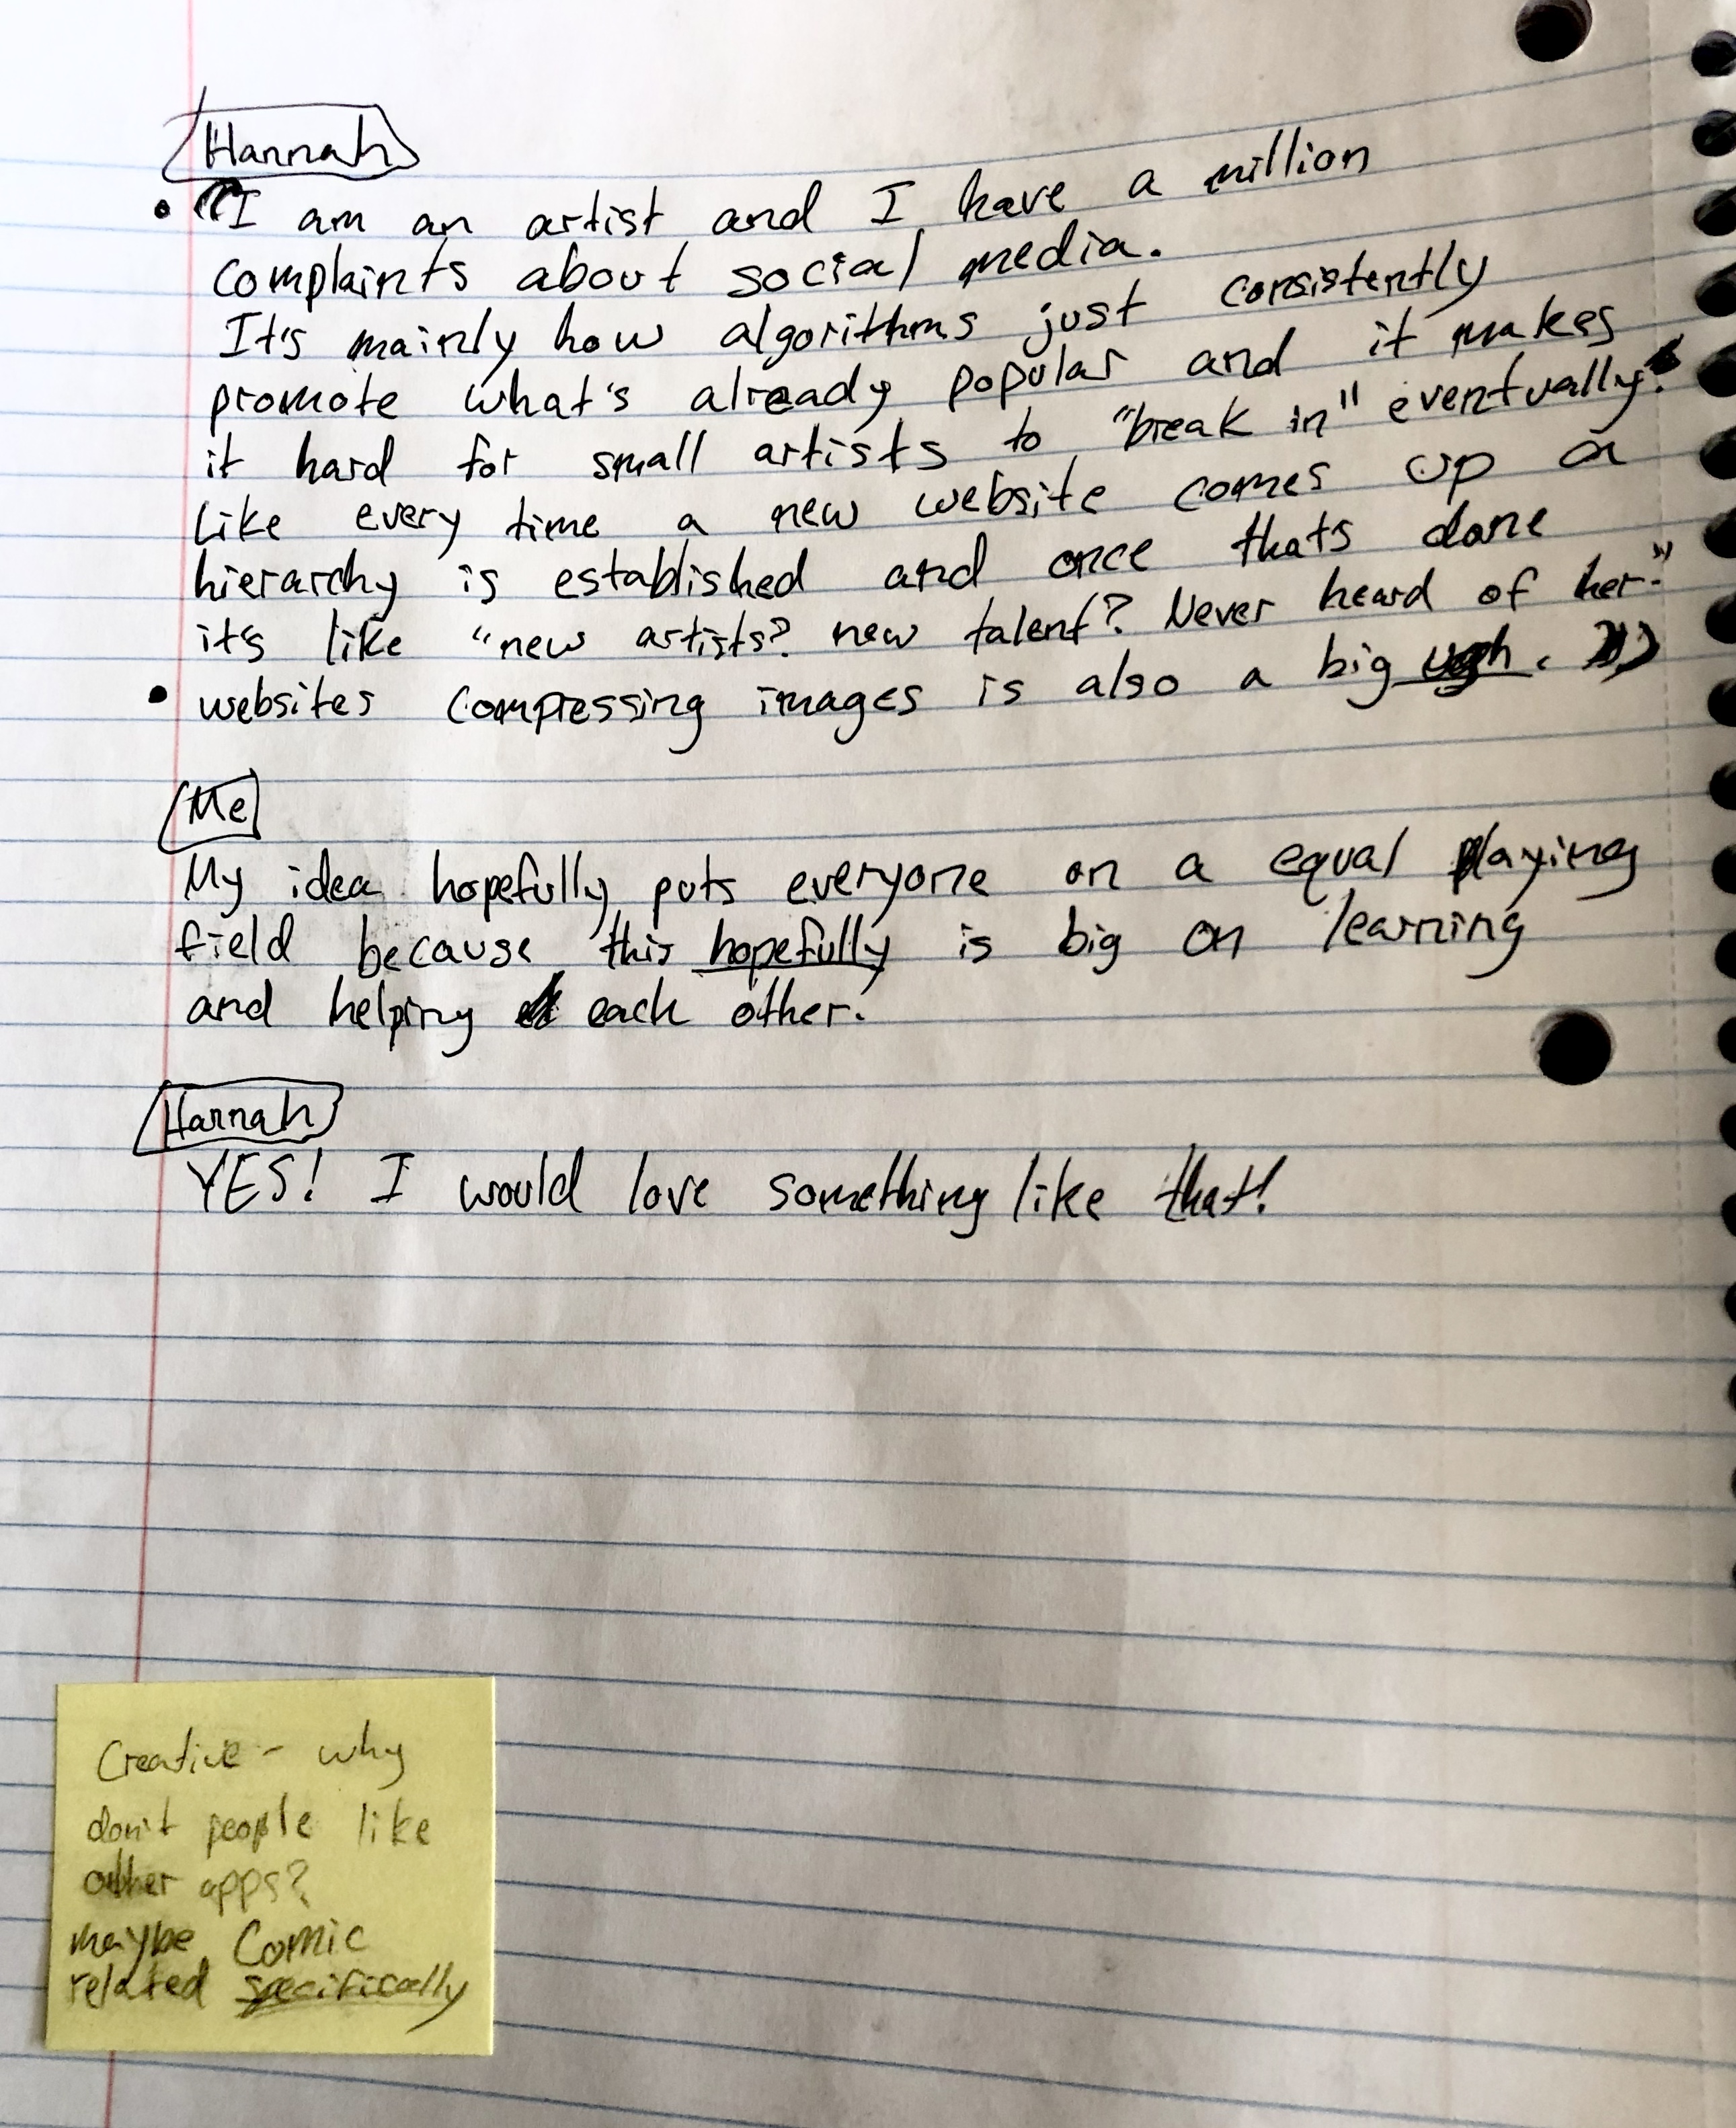 Hannah
• I am an artist and I have a million
complaints about social media.
It's mainly how algorithms just consistently
promote what's already popular and it makes
it hard for small artists to "break in" eventually.
Like every time a new website comes up a
hierarchy is established and once thats done
it's like "new artists? new talent? Never heard of her."
• websites compressing images is also a big ugh.
Me
My idea hopefully puts everyone on a equal playing
field because this hopefully is big on learning
and helping each other.
Hannah
YES! I would love something like that!
Creative - why
don't people like
other apps?
maybe Comic
related specifically